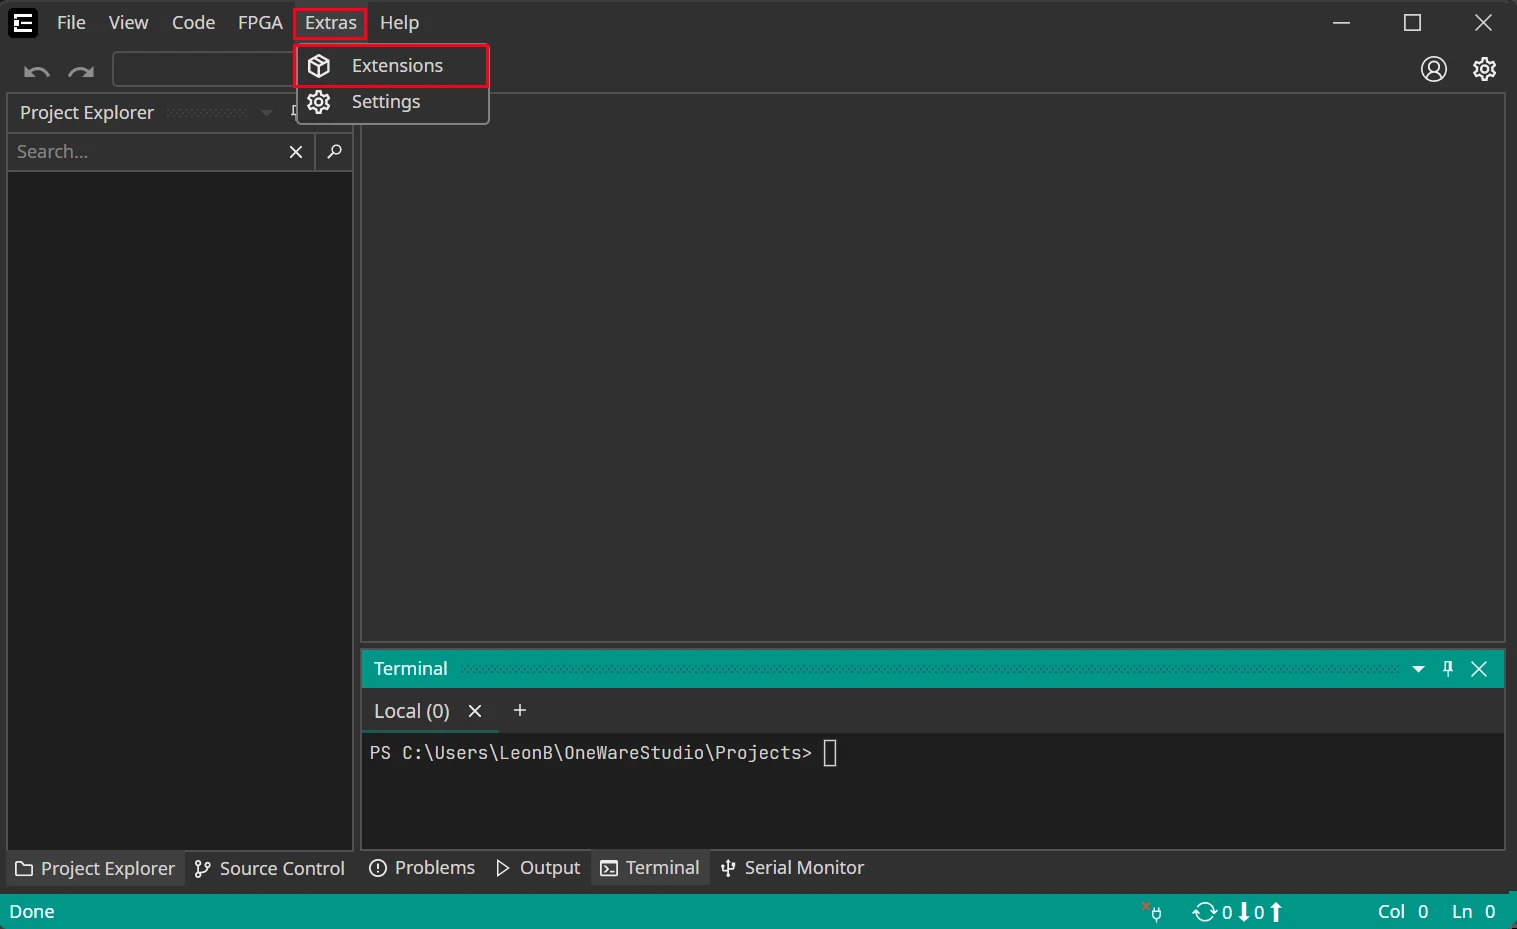 File View Code FPGA Extras Help
Extensions
Settings
Project Explorer
Search...
Terminal
Local (0)
PS C:\Users\LeonB\OneWareStudio\Projects>
Project Explorer Source Control Problems Output Terminal Serial Monitor
Done 0 0 Col 0 Ln 0